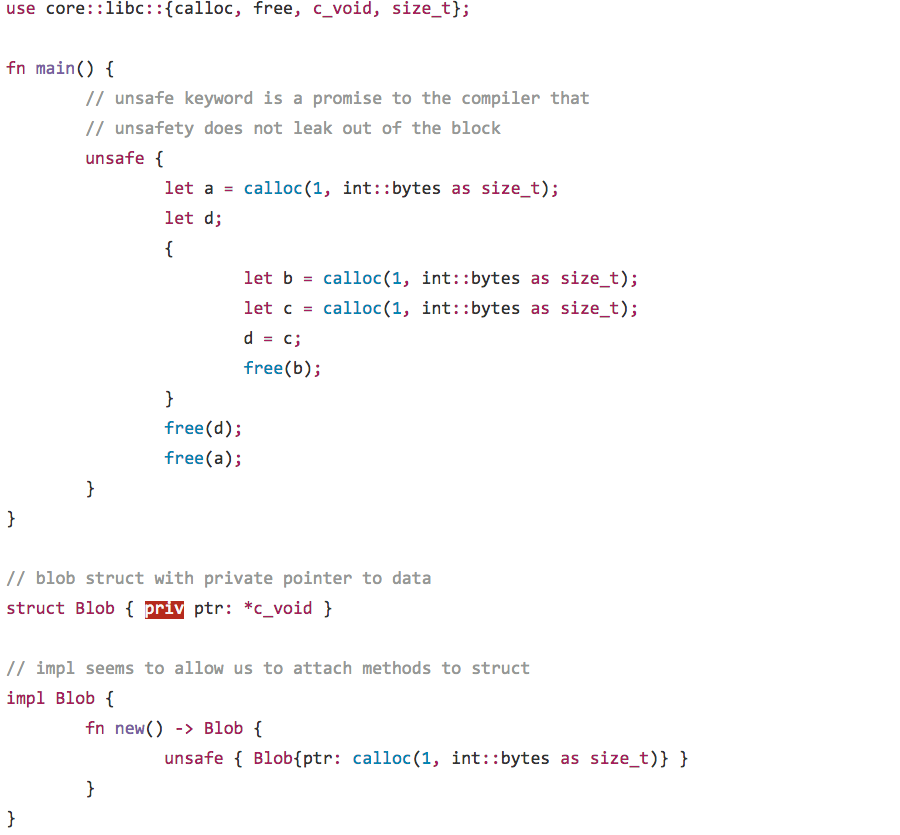 use core::libc::{calloc, free, c_void, size_t};

fn main() {
        // unsafe keyword is a promise to the compiler that
        // unsafety does not leak out of the block
        unsafe {
                let a = calloc(1, int::bytes as size_t);
                let d;
                {
                        let b = calloc(1, int::bytes as size_t);
                        let c = calloc(1, int::bytes as size_t);
                        d = c;
                        free(b);
                }
                free(d);
                free(a);
        }
}

// blob struct with private pointer to data
struct Blob { priv ptr: *c_void }

// impl seems to allow us to attach methods to struct
impl Blob {
        fn new() -> Blob {
                unsafe { Blob{ptr: calloc(1, int::bytes as size_t)} }
        }
}